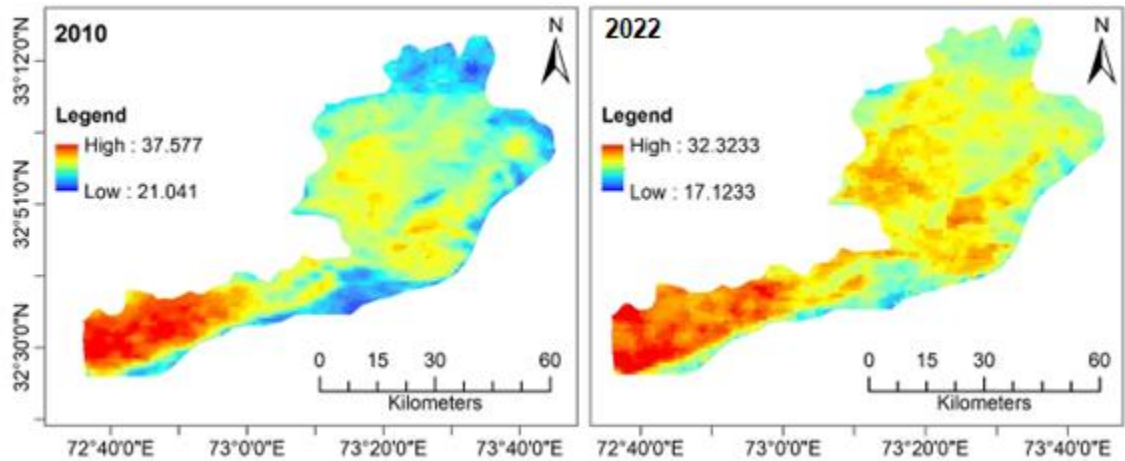 2010
N
Legend
High : 37.577
Low : 21.041
0 15 30 60
Kilometers
33°12'0"N
32°51'0"N
32°30'0"N
72°40'0"E 73°0'0"E 73°20'0"E 73°40'0"E
2022
N
Legend
High : 32.3233
Low : 17.1233
0 15 30 60
Kilometers
72°40'0"E 73°0'0"E 73°20'0"E 73°40'0"E